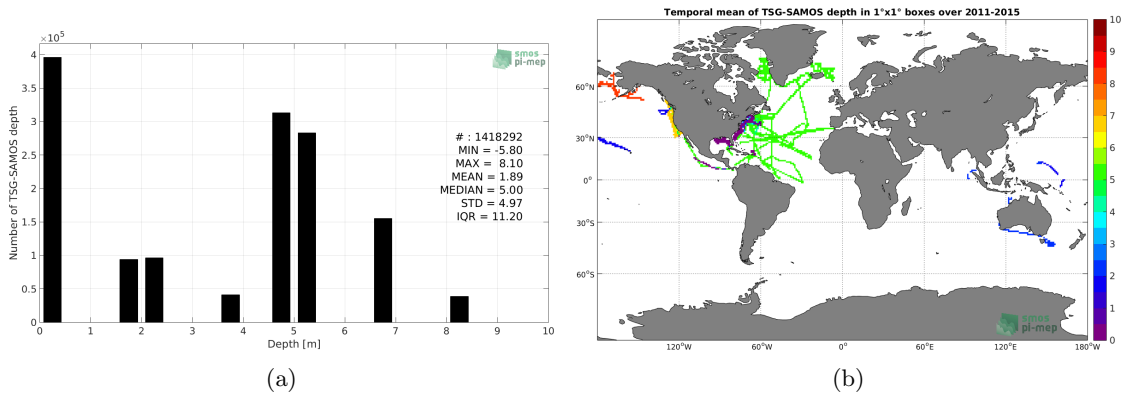 ×10⁵
4
3.5
3
2.5
2
1.5
1
0.5
0
Number of TSG-SAMOS depth
smos
pi-mep
# : 1418292
MIN = -5.80
MAX = 8.10
MEAN = 1.89
MEDIAN = 5.00
STD = 4.97
IQR = 11.20
0 1 2 3 4 5 6 7 8 9 10
Depth [m]
(a)
Temporal mean of TSG-SAMOS depth in 1°x1° boxes over 2011-2015
60°N
30°N
0°
30°S
60°S
120°W 60°W 0° 60°E 120°E 180°W
smos
pi-mep
10
9
8
7
6
5
4
3
2
1
0
(b)